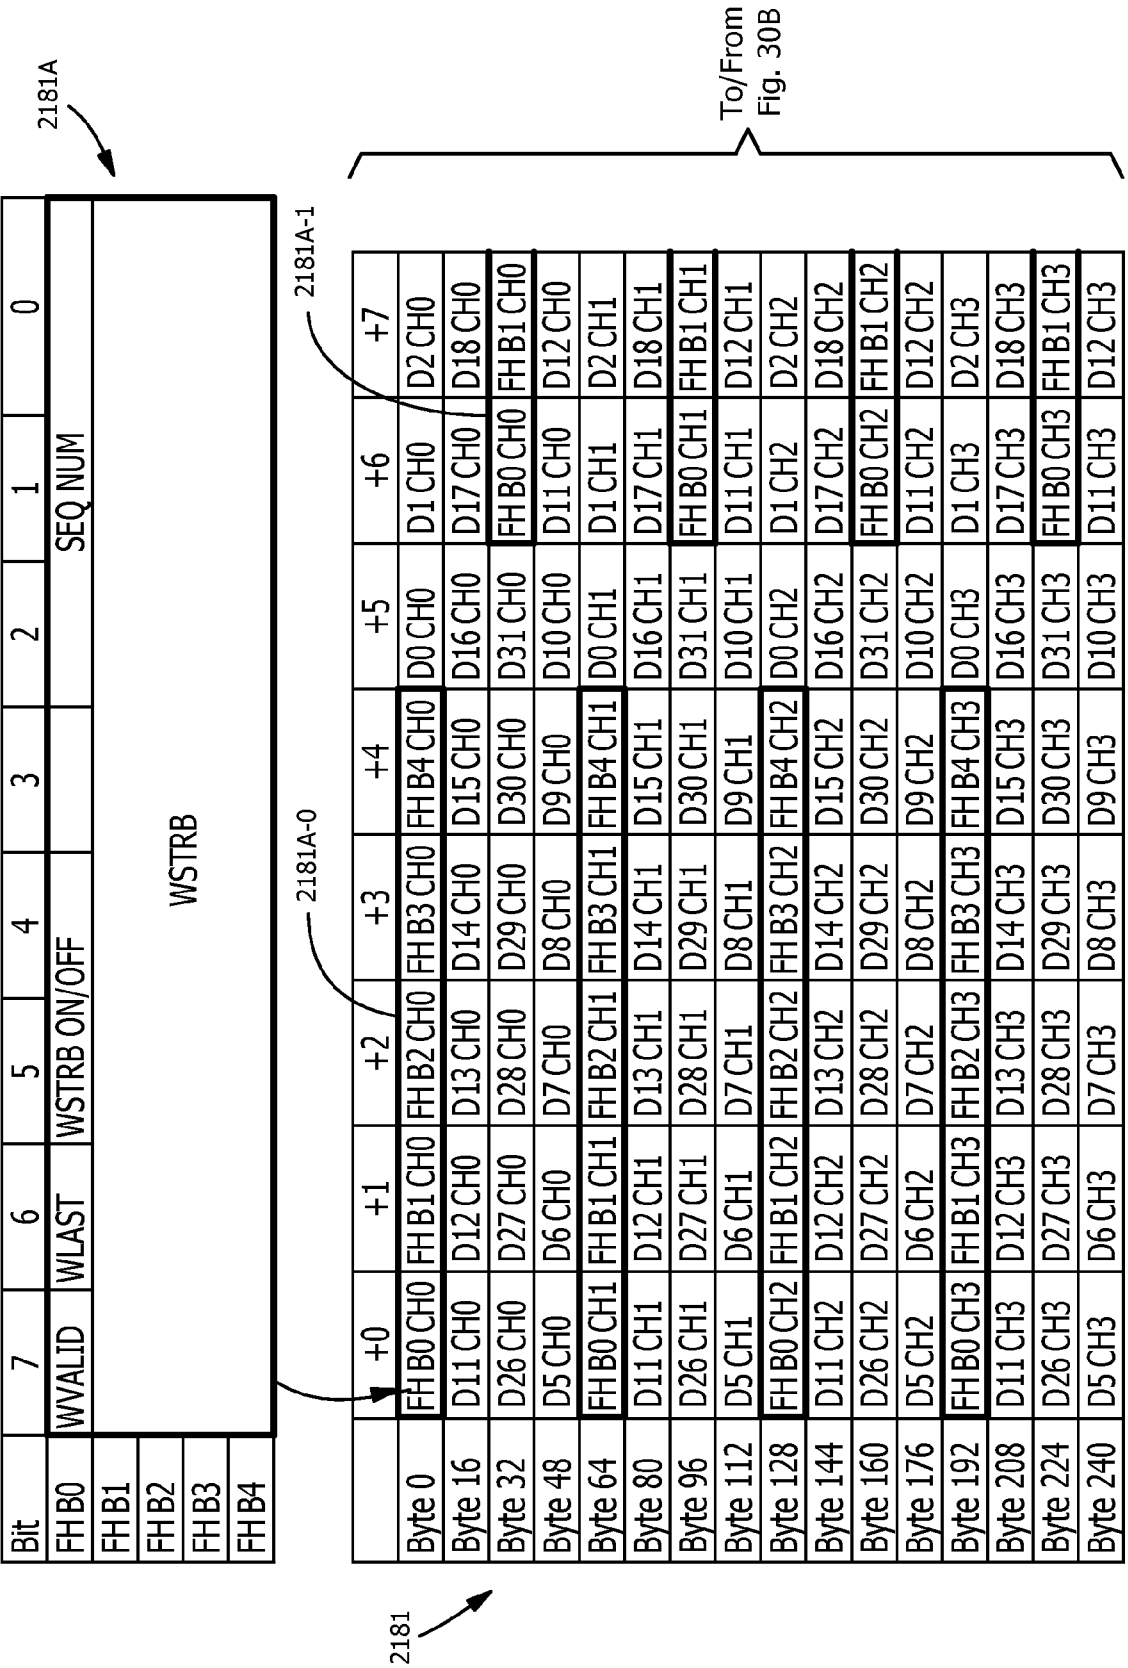 2181A
Bit 7 6 5 4 3 2 1 0
FH B0 WVALID WLAST WSTRB ON/OFF SEQ NUM
FH B1
FH B2
FH B3
FH B4
WSTRB
2181A-0
2181A-1
2181
+0 +1 +2 +3 +4 +5 +6 +7
Byte 0 FH B0 CH0 FH B1 CH0 FH B2 CH0 FH B3 CH0 FH B4 CH0 D0 CH0 D1 CH0 D2 CH0
Byte 16 D11 CH0 D12 CH0 D13 CH0 D14 CH0 D15 CH0 D16 CH0 D17 CH0 D18 CH0
Byte 32 D26 CH0 D27 CH0 D28 CH0 D29 CH0 D30 CH0 D31 CH0 FH B0 CH0 FH B1 CH0
Byte 48 D5 CH0 D6 CH0 D7 CH0 D8 CH0 D9 CH0 D10 CH0 D11 CH0 D12 CH0
Byte 64 FH B0 CH1 FH B1 CH1 FH B2 CH1 FH B3 CH1 FH B4 CH1 D0 CH1 D1 CH1 D2 CH1
Byte 80 D11 CH1 D12 CH1 D13 CH1 D14 CH1 D15 CH1 D16 CH1 D17 CH1 D18 CH1
Byte 96 D26 CH1 D27 CH1 D28 CH1 D29 CH1 D30 CH1 D31 CH1 FH B0 CH1 FH B1 CH1
Byte 112 D5 CH1 D6 CH1 D7 CH1 D8 CH1 D9 CH1 D10 CH1 D11 CH1 D12 CH1
Byte 128 FH B0 CH2 FH B1 CH2 FH B2 CH2 FH B3 CH2 FH B4 CH2 D0 CH2 D1 CH2 D2 CH2
Byte 144 D11 CH2 D12 CH2 D13 CH2 D14 CH2 D15 CH2 D16 CH2 D17 CH2 D18 CH2
Byte 160 D26 CH2 D27 CH2 D28 CH2 D29 CH2 D30 CH2 D31 CH2 FH B0 CH2 FH B1 CH2
Byte 176 D5 CH2 D6 CH2 D7 CH2 D8 CH2 D9 CH2 D10 CH2 D11 CH2 D12 CH2
Byte 192 FH B0 CH3 FH B1 CH3 FH B2 CH3 FH B3 CH3 FH B4 CH3 D0 CH3 D1 CH3 D2 CH3
Byte 208 D11 CH3 D12 CH3 D13 CH3 D14 CH3 D15 CH3 D16 CH3 D17 CH3 D18 CH3
Byte 224 D26 CH3 D27 CH3 D28 CH3 D29 CH3 D30 CH3 D31 CH3 FH B0 CH3 FH B1 CH3
Byte 240 D5 CH3 D6 CH3 D7 CH3 D8 CH3 D9 CH3 D10 CH3 D11 CH3 D12 CH3
To/From
Fig. 30B